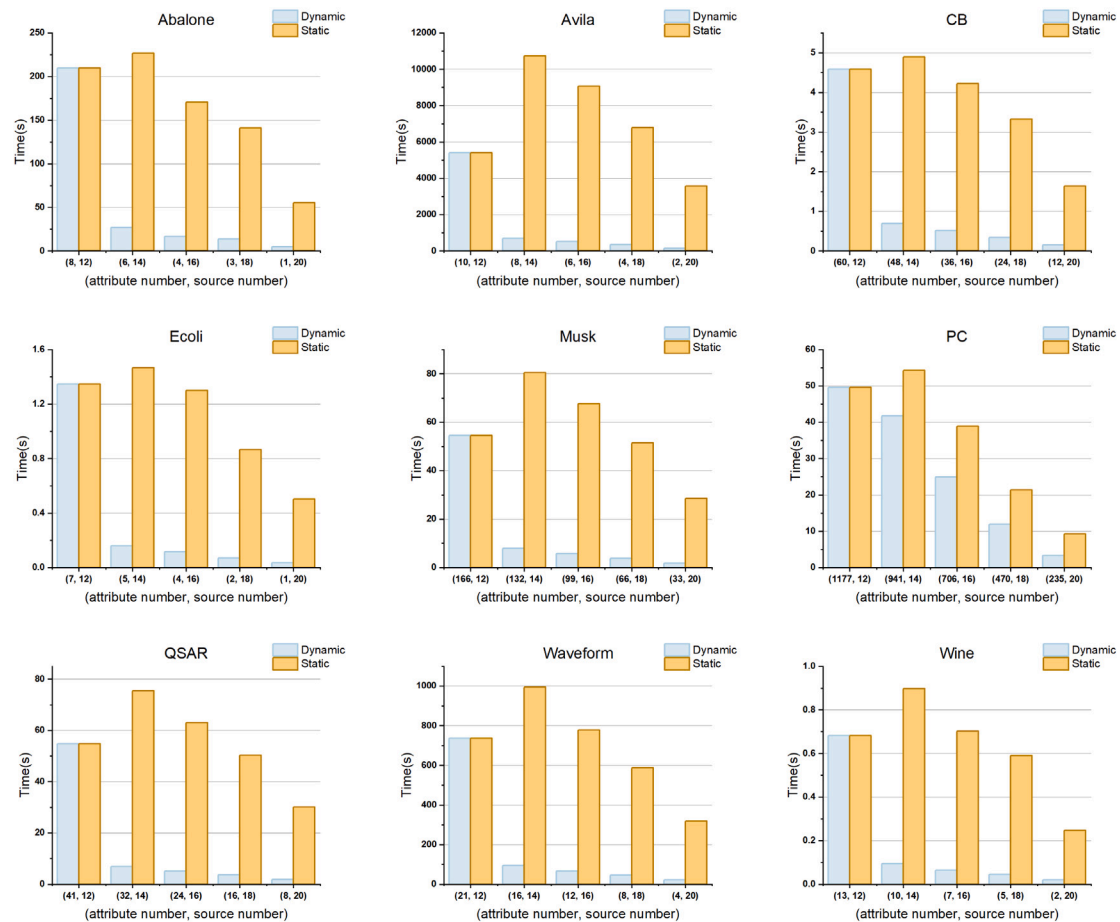 Abalone
Dynamic
Static
250
200
150
100
50
0
Time(s)
(8, 12) (6, 14) (4, 16) (3, 18) (1, 20)
(attribute number, source number)
Avila
Dynamic
Static
12000
10000
8000
6000
4000
2000
0
Time(s)
(10, 12) (8, 14) (6, 16) (4, 18) (2, 20)
(attribute number, source number)
CB
Dynamic
Static
5
4
3
2
1
0
Time(s)
(60, 12) (48, 14) (36, 16) (24, 18) (12, 20)
(attribute number, source number)
Ecoli
Dynamic
Static
1.6
1.2
0.8
0.4
0.0
Time(s)
(7, 12) (5, 14) (4, 16) (2, 18) (1, 20)
(attribute number, source number)
Musk
Dynamic
Static
80
60
40
20
0
Time(s)
(166, 12) (132, 14) (99, 16) (66, 18) (33, 20)
(attribute number, source number)
PC
Dynamic
Static
60
50
40
30
20
10
0
Time(s)
(1177, 12) (941, 14) (706, 16) (470, 18) (235, 20)
(attribute number, source number)
QSAR
Dynamic
Static
80
60
40
20
0
Time(s)
(41, 12) (32, 14) (24, 16) (16, 18) (8, 20)
(attribute number, source number)
Waveform
Dynamic
Static
1000
800
600
400
200
0
Time(s)
(21, 12) (16, 14) (12, 16) (8, 18) (4, 20)
(attribute number, source number)
Wine
Dynamic
Static
1.0
0.8
0.6
0.4
0.2
0.0
Time(s)
(13, 12) (10, 14) (7, 16) (5, 18) (2, 20)
(attribute number, source number)